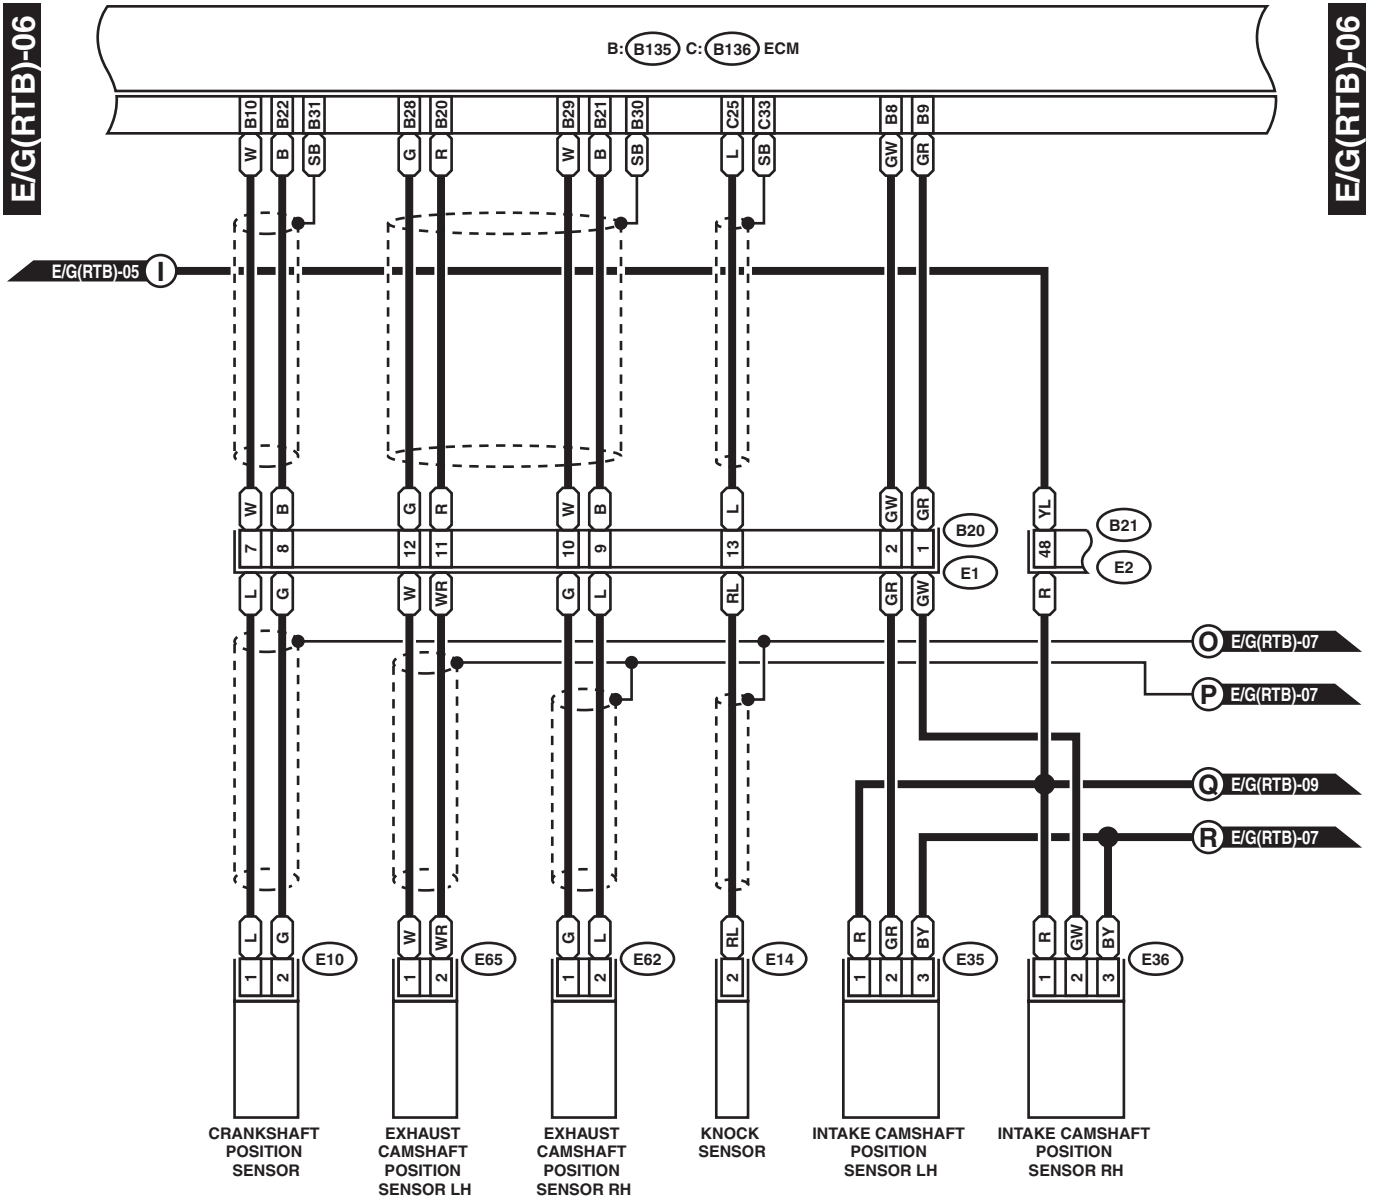 E/G(RTB)-06
E/G(RTB)-06
B: B135 C: B136 ECM
B10 B22 B31 B28 B20 B29 B21 B30 C25 C33 B8 B9
W B SB G R W B SB L SB GW GR
E/G(RTB)-05 I
W B G R W B L GW GR YL
B21
B20
7 8 12 11 10 9 13 2 1 48
E2
E1
L G W WR G L RL GR GW R
O E/G(RTB)-07
P E/G(RTB)-07
Q E/G(RTB)-09
R E/G(RTB)-07
L G W WR G L RL R GR BY R GW BY
E10 E65 E62 E14 E35 E36
1 2 1 2 1 2 2 1 2 3 1 2 3
CRANKSHAFT
POSITION
SENSOR
EXHAUST
CAMSHAFT
POSITION
SENSOR LH
EXHAUST
CAMSHAFT
POSITION
SENSOR RH
KNOCK
SENSOR
INTAKE CAMSHAFT
POSITION
SENSOR LH
INTAKE CAMSHAFT
POSITION
SENSOR RH